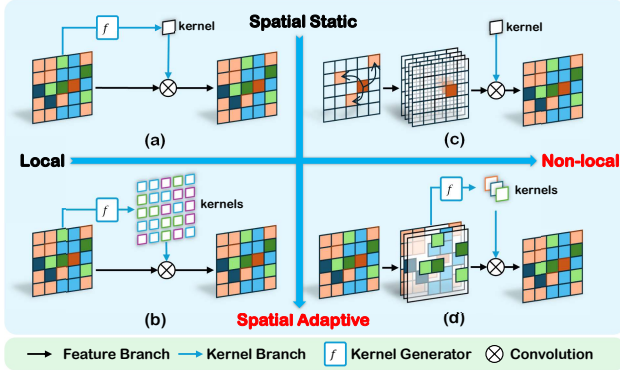 Spatial Static
f
kernel
kernel
(a)
(c)
Local
Non-local
f
kernels
f
kernels
(b)
(d)
Spatial Adaptive
Feature Branch
Kernel Branch
f
Kernel Generator
Convolution